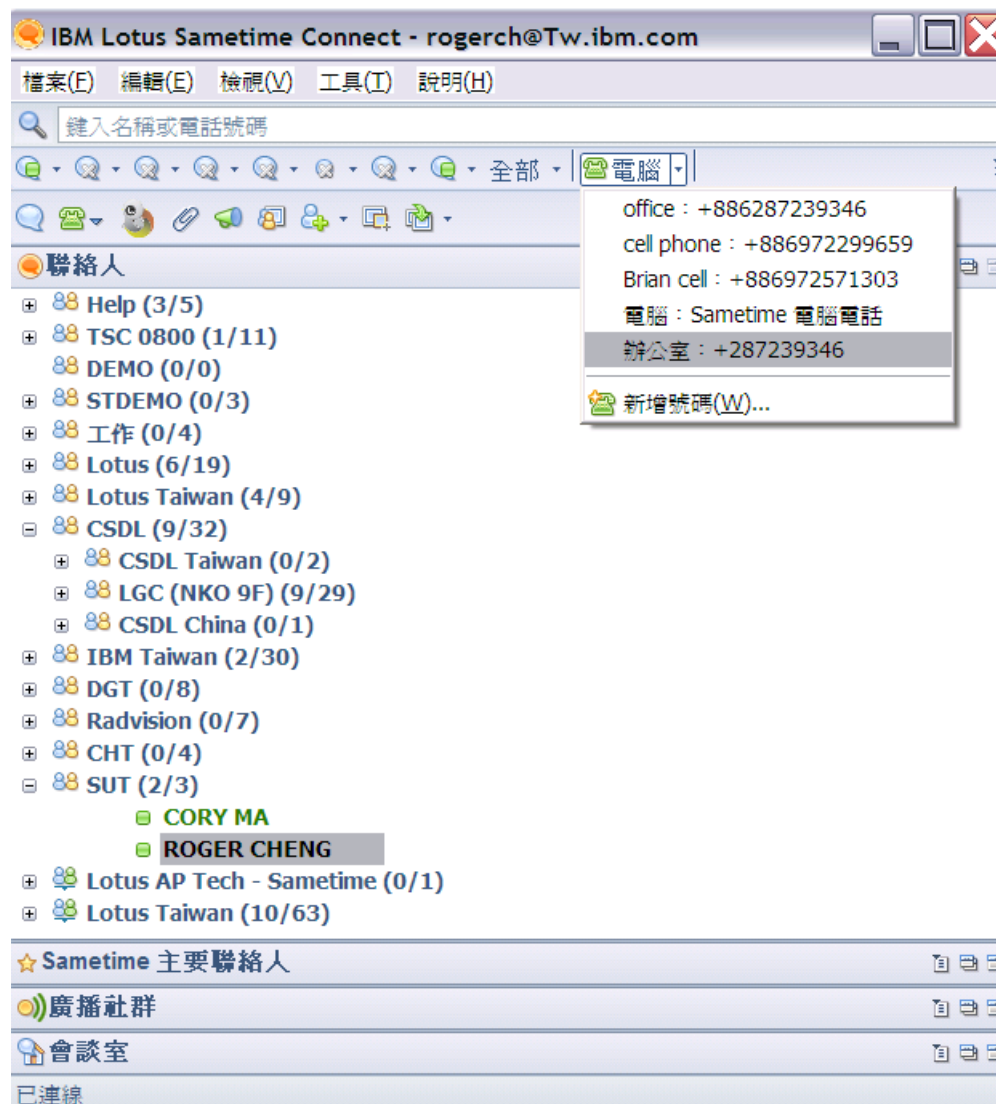 IBM Lotus Sametime Connect - rogerch@Tw.ibm.com
檔案(F) 編輯(E) 檢視(V) 工具(T) 說明(H)
鍵入名稱或電話號碼
全部 電腦
office：+886287239346
cell phone：+886972299659
Brian cell：+886972571303
電腦：Sametime 電腦電話
辦公室：+287239346
新增號碼(W)...
聯絡人
Help (3/5)
TSC 0800 (1/11)
DEMO (0/0)
STDEMO (0/3)
工作 (0/4)
Lotus (6/19)
Lotus Taiwan (4/9)
CSDL (9/32)
CSDL Taiwan (0/2)
LGC (NKO 9F) (9/29)
CSDL China (0/1)
IBM Taiwan (2/30)
DGT (0/8)
Radvision (0/7)
CHT (0/4)
SUT (2/3)
CORY MA
ROGER CHENG
Lotus AP Tech - Sametime (0/1)
Lotus Taiwan (10/63)
Sametime 主要聯絡人
廣播社群
會談室
已連線